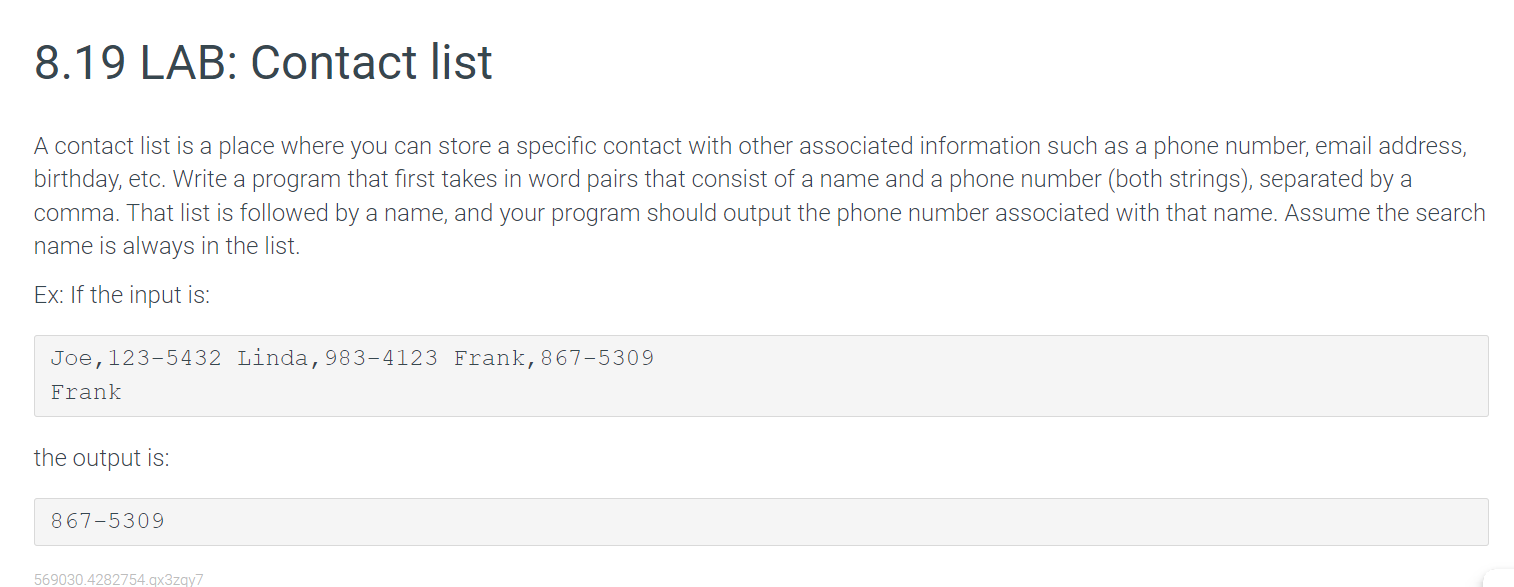 8.19 LAB: Contact list
A contact list is a place where you can store a specific contact with other associated information such as a phone number, email address,
birthday, etc. Write a program that first takes in word pairs that consist of a name and a phone number (both strings), separated by a
comma. That list is followed by a name, and your program should output the phone number associated with that name. Assume the search
name is always in the list.
Ex: If the input is:
Joe,123-5432 Linda,983-4123 Frank,867-5309
Frank
the output is:
867-5309
569030.4282754.qx3zqy7